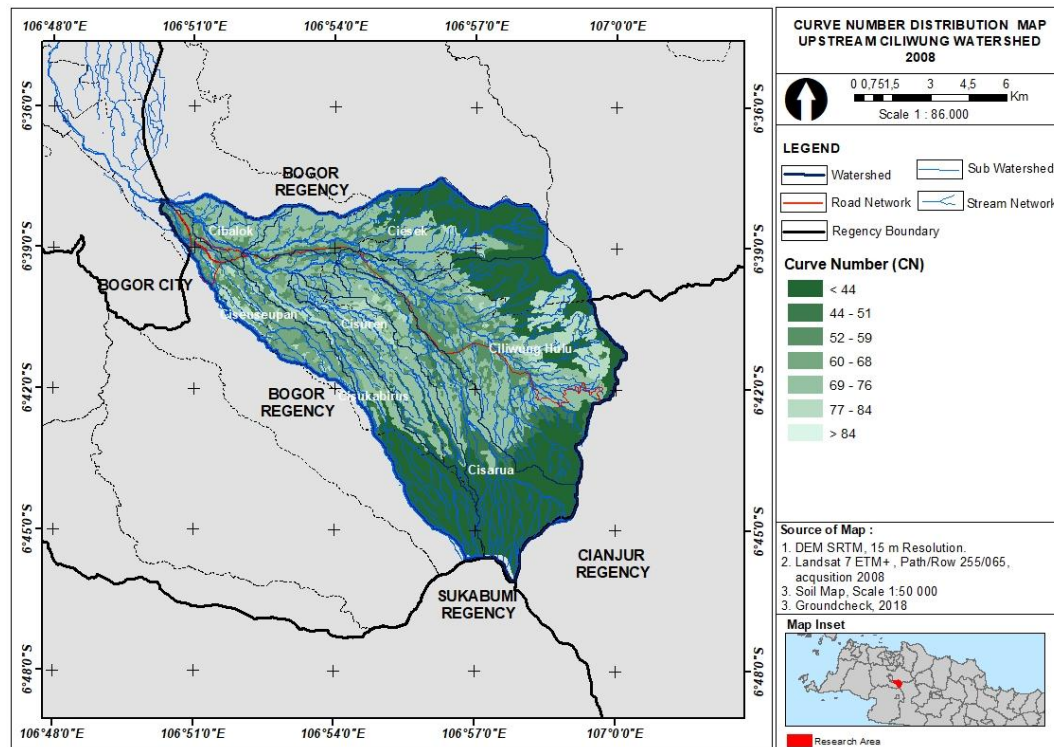 106°48'0"E 106°51'0"E 106°54'0"E 106°57'0"E 107°0'0"E
6°36'0"S 6°36'0"S
6°39'0"S 6°39'0"S
6°42'0"S 6°42'0"S
6°45'0"S 6°45'0"S
6°48'0"S 6°48'0"S
BOGOR
REGENCY
Cibalok
Ciesek
BOGOR CITY
Ciseuseupan
Cisuren
Ciliwung Hulu
BOGOR
REGENCY
Cisukabirus
Cisarua
CIANJUR
REGENCY
SUKABUMI
REGENCY
106°48'0"E 106°51'0"E 106°54'0"E 106°57'0"E 107°0'0"E
CURVE NUMBER DISTRIBUTION MAP
UPSTREAM CILIWUNG WATERSHED
2008
0 0,751,5 3 4,5 6
Km
Scale 1 : 86.000
LEGEND
Watershed
Sub Watershed
Road Network
Stream Network
Regency Boundary
Curve Number (CN)
< 44
44 - 51
52 - 59
60 - 68
69 - 76
77 - 84
> 84
Source of Map :
1. DEM SRTM, 15 m Resolution.
2. Landsat 7 ETM+ , Path/Row 255/065,
acqusition 2008
3. Soil Map, Scale 1:50 000
3. Groundcheck, 2018
Map Inset
Research Area